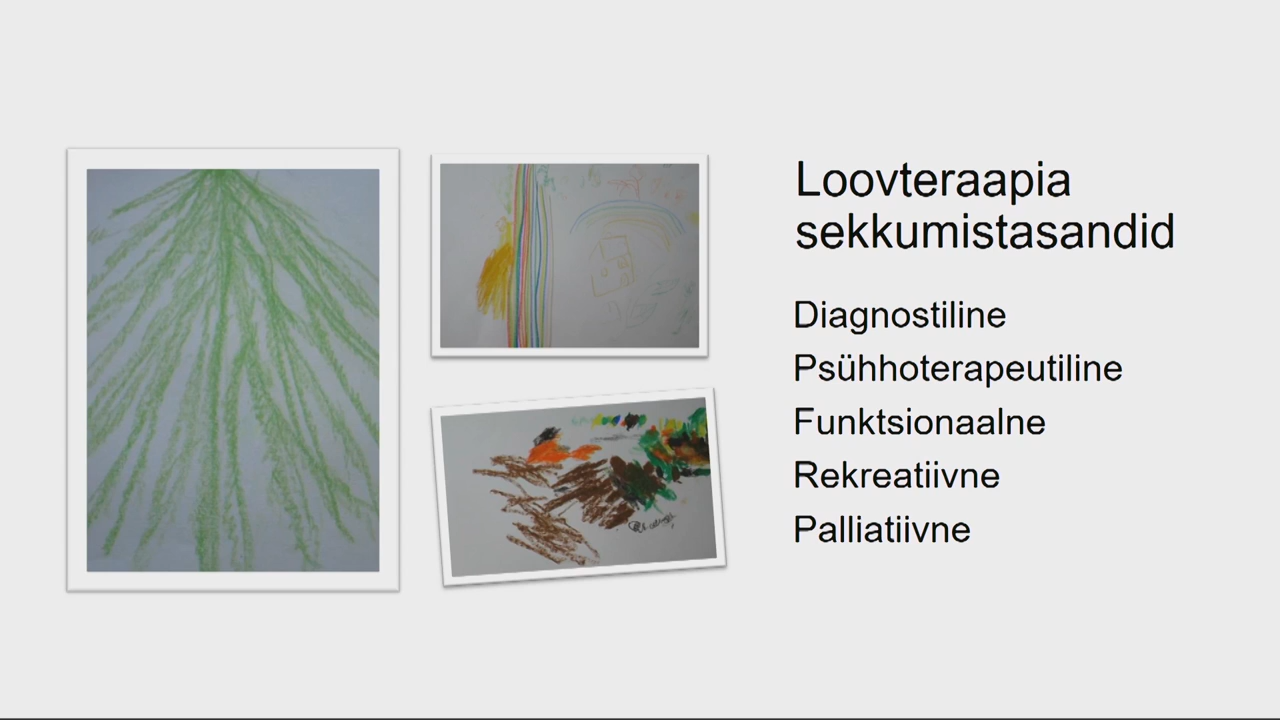 Loovteraapia
sekkumistasandid
Diagnostiline
Psühhoterapeutiline
Funktsionaalne
Rekreatiivne
Palliatiivne